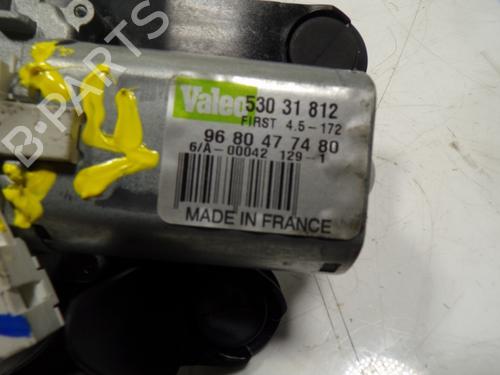 Valeo 530 31 812
FIRST 4.5-172
96 80 47 74 80
6/A-00042 129-1
MADE IN FRANCE
B-PARTS